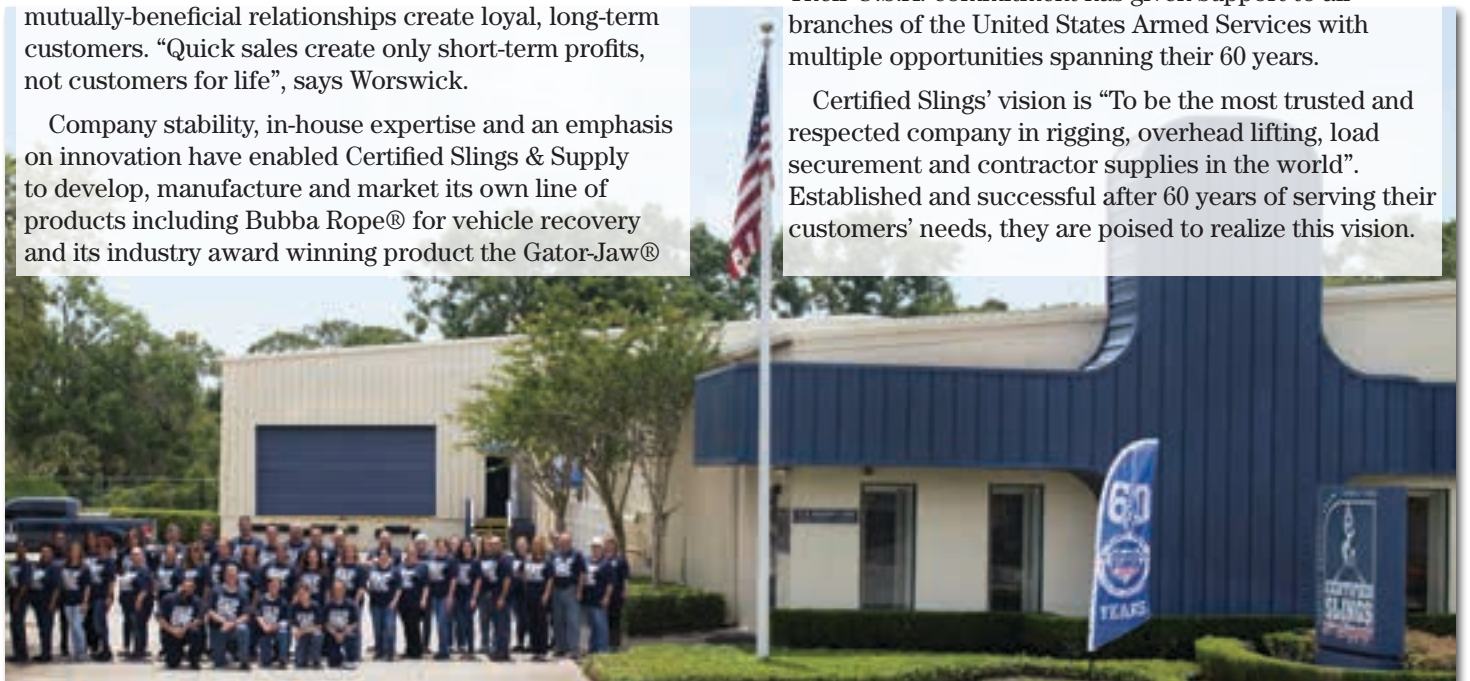 mutually-beneficial relationships create loyal, long-term
customers. “Quick sales create only short-term profits,
not customers for life”, says Worswick.
Company stability, in-house expertise and an emphasis
on innovation have enabled Certified Slings & Supply
to develop, manufacture and market its own line of
products including Bubba Rope® for vehicle recovery
and its industry award winning product the Gator-Jaw®
branches of the United States Armed Services with
multiple opportunities spanning their 60 years.
Certified Slings’ vision is “To be the most trusted and
respected company in rigging, overhead lifting, load
securement and contractor supplies in the world”.
Established and successful after 60 years of serving their
customers’ needs, they are poised to realize this vision.
60
YEARS
CERTIFIED
SLINGS